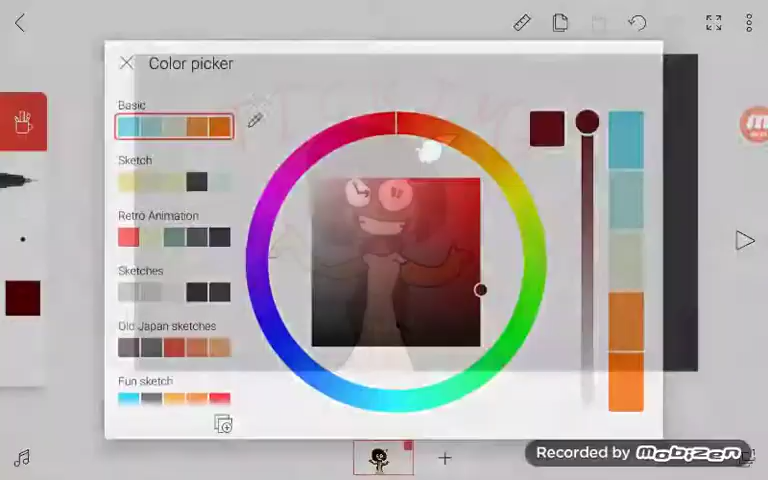 Color picker
Basic
Sketch
Retro Animation
Sketches
Old Japan sketches
Fun sketch
Recorded by MOBIZEN